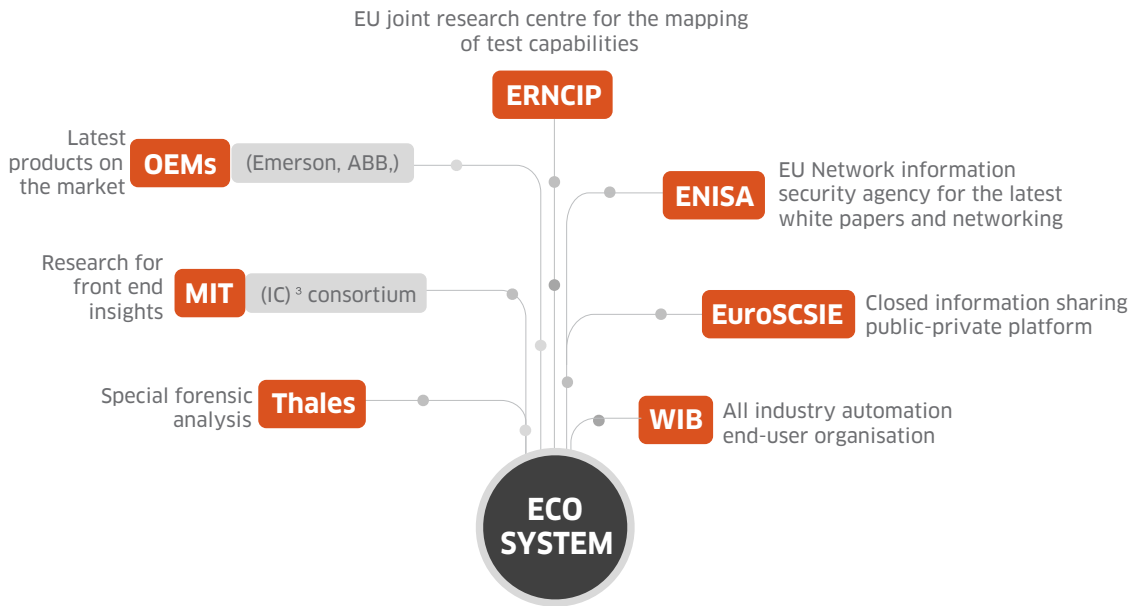 EU joint research centre for the mapping
of test capabilities
ERNCIP
Latest
products on
the market
OEMs
(Emerson, ABB,)
ENISA
EU Network information
security agency for the latest
white papers and networking
Research for
front end
insights
MIT
(IC) ³ consortium
EuroSCSIE
Closed information sharing
public-private platform
Special forensic
analysis
Thales
WIB
All industry automation
end-user organisation
ECO
SYSTEM